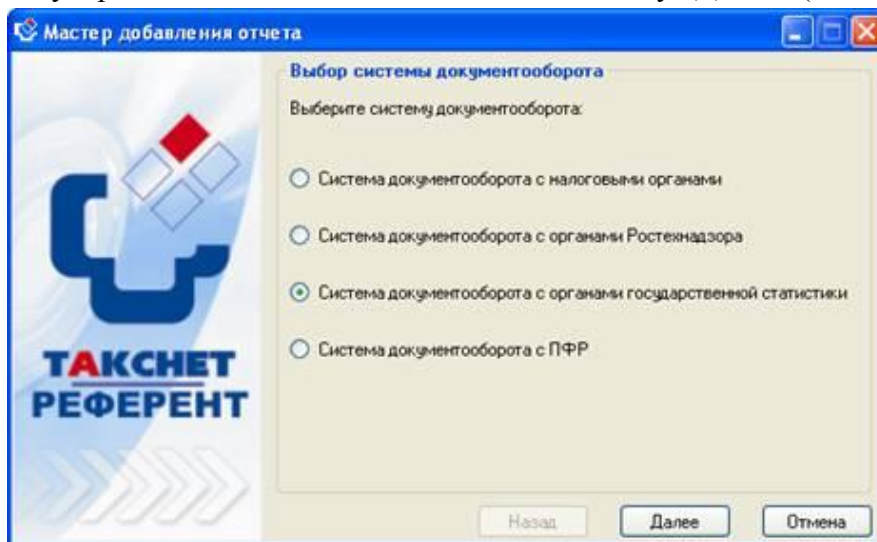 Мастер добавления отчета
Выбор системы документооборота
Выберите систему документооборота:
Система документооборота с налоговыми органами
Система документооборота с органами Ростехнадзора
Система документооборота с органами государственной статистики
Система документооборота с ПФР
ТАКСНЕТ
РЕФЕРЕНТ
Назад
Далее
Отмена